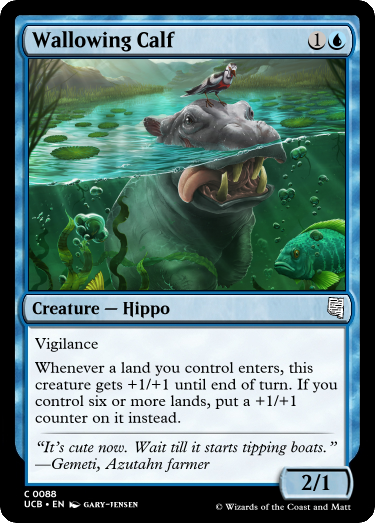 Wallowing Calf 1
Creature — Hippo
Vigilance
Whenever a land you control enters, this
creature gets +1/+1 until end of turn. If you
control six or more lands, put a +1/+1
counter on it instead.
“It’s cute now. Wait till it starts tipping boats.”
—Gemeti, Azutahn farmer
2/1
C 0088
UCB • EN GARY-JENSEN
© Wizards of the Coast and Matt